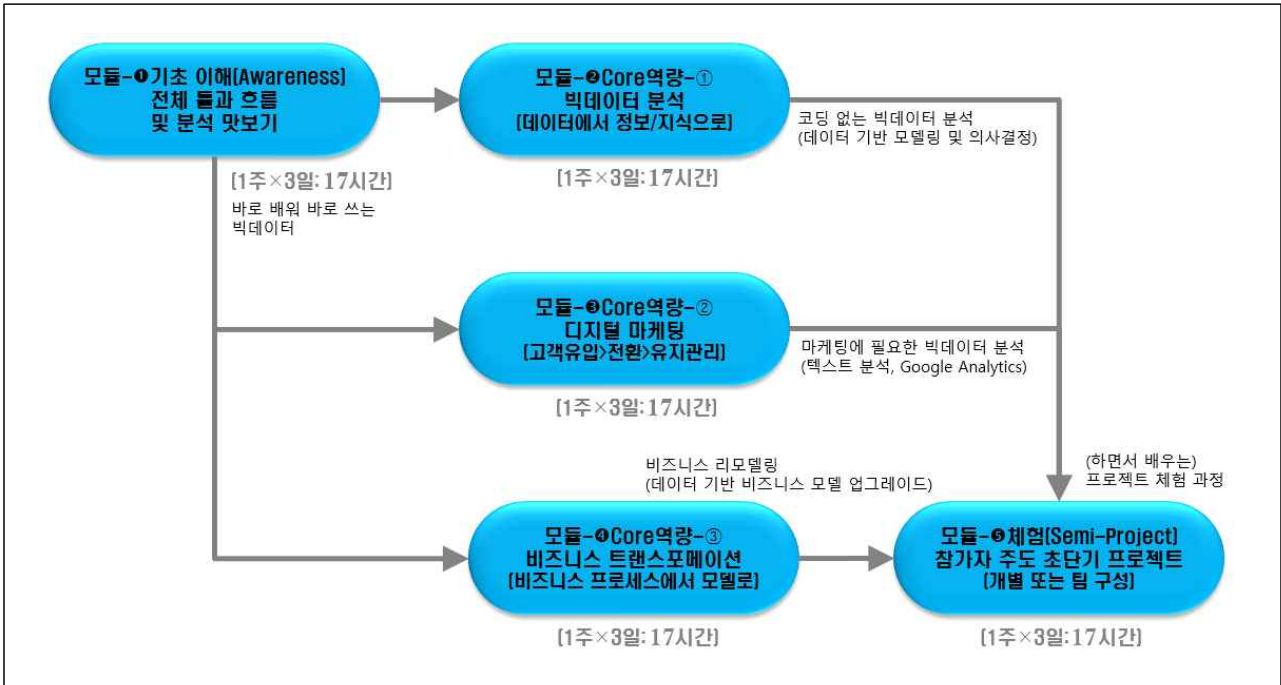 모듈-❶기초 이해(Awareness)
전체 틀과 흐름
및 분석 맛보기
[1주×3일: 17시간]
바로 배워 바로 쓰는
빅데이터
모듈-❷Core역량-①
빅데이터 분석
[데이터에서 정보/지식으로]
[1주×3일: 17시간]
코딩 없는 빅데이터 분석
(데이터 기반 모델링 및 의사결정)
모듈-❸Core역량-②
디지털 마케팅
[고객유입>전환>유지관리]
[1주×3일: 17시간]
마케팅에 필요한 빅데이터 분석
(텍스트 분석, Google Analytics)
비즈니스 리모델링
(데이터 기반 비즈니스 모델 업그레이드)
모듈-❹Core역량-③
비즈니스 트랜스포메이션
[비즈니스 프로세스에서 모델로]
[1주×3일: 17시간]
(하면서 배우는)
프로젝트 체험 과정
모듈-❺체험(Semi-Project)
참가자 주도 초단기 프로젝트
[개별 또는 팀 구성]
[1주×3일: 17시간]